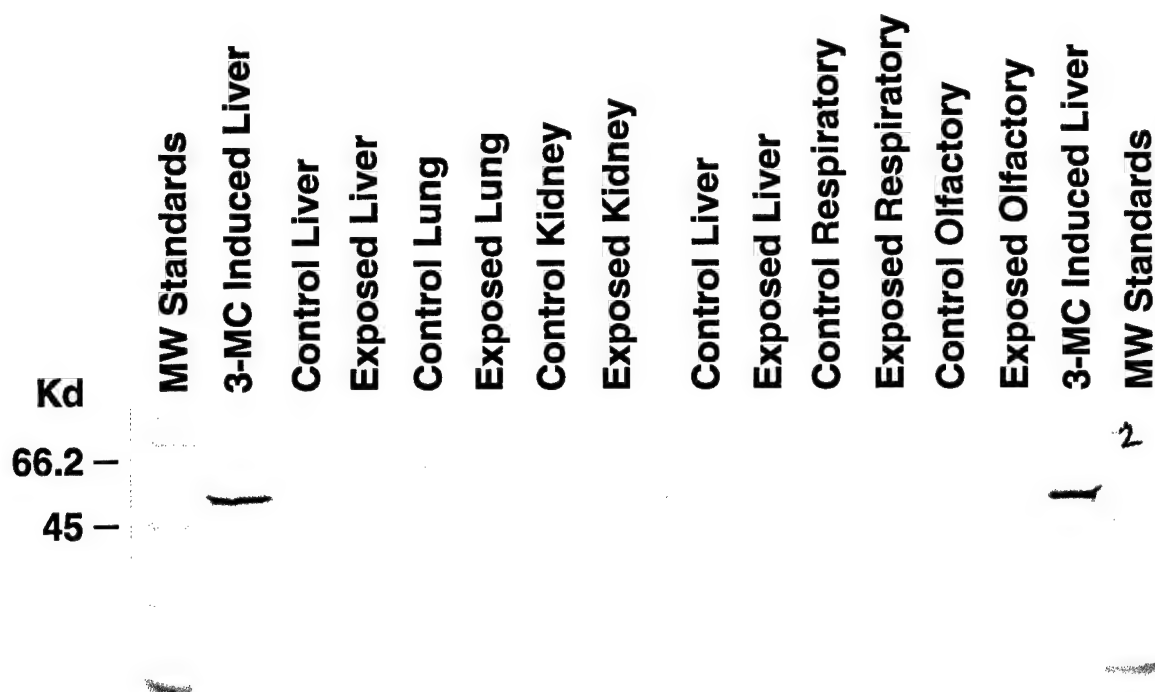 MW Standards
3-MC Induced Liver
Control Liver
Exposed Liver
Control Lung
Exposed Lung
Control Kidney
Exposed Kidney
Control Liver
Exposed Liver
Control Respiratory
Exposed Respiratory
Control Olfactory
Exposed Olfactory
3-MC Induced Liver
MW Standards
Kd
66.2
45
2